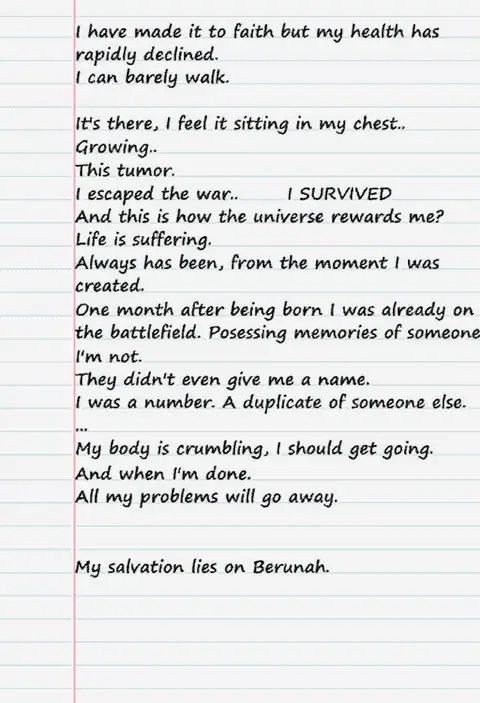 I have made it to faith but my health has
rapidly declined.
I can barely walk.
It's there, I feel it sitting in my chest..
Growing..
This tumor.
I escaped the war.. I SURVIVED
And this is how the universe rewards me?
Life is suffering.
Always has been, from the moment I was
created.
One month after being born I was already on
the battlefield. Posessing memories of someone
I'm not.
They didn't even give me a name.
I was a number. A duplicate of someone else.
...
My body is crumbling, I should get going.
And when I'm done.
All my problems will go away.
My salvation lies on Berunah.